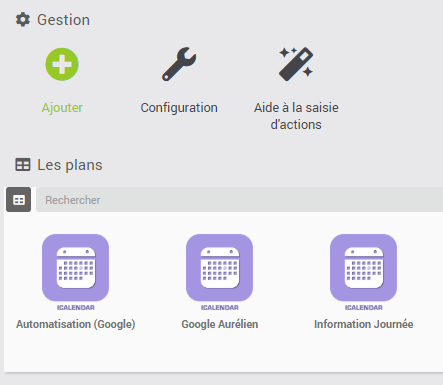 Gestion
Ajouter
Configuration
Aide à la saisie
d'actions
Les plans
Rechercher
ICALENDAR
ICALENDAR
ICALENDAR
Automatisation (Google)
Google Aurélien
Information Journée